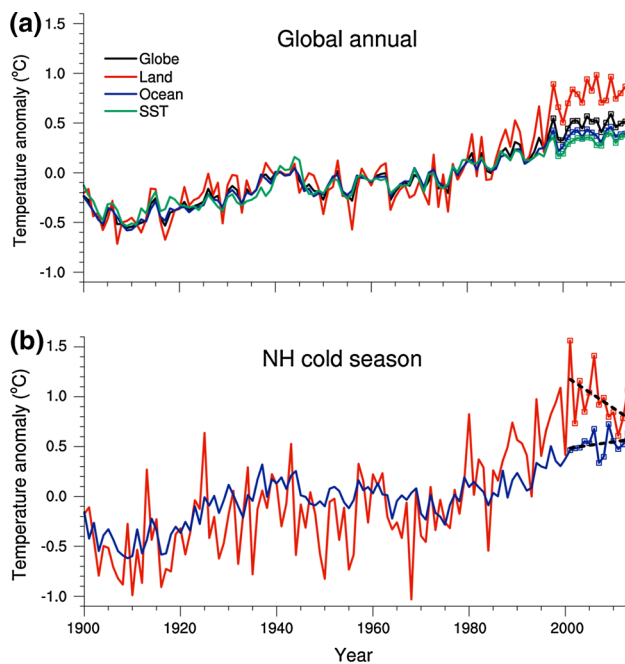 (a)
Global annual
Temperature anomaly (ºC)
1.5
1.0
0.5
0.0
-0.5
-1.0
Globe
Land
Ocean
SST
(b)
NH cold season
Temperature anomaly (ºC)
1.5
1.0
0.5
0.0
-0.5
-1.0
1900 1920 1940 1960 1980 2000
Year